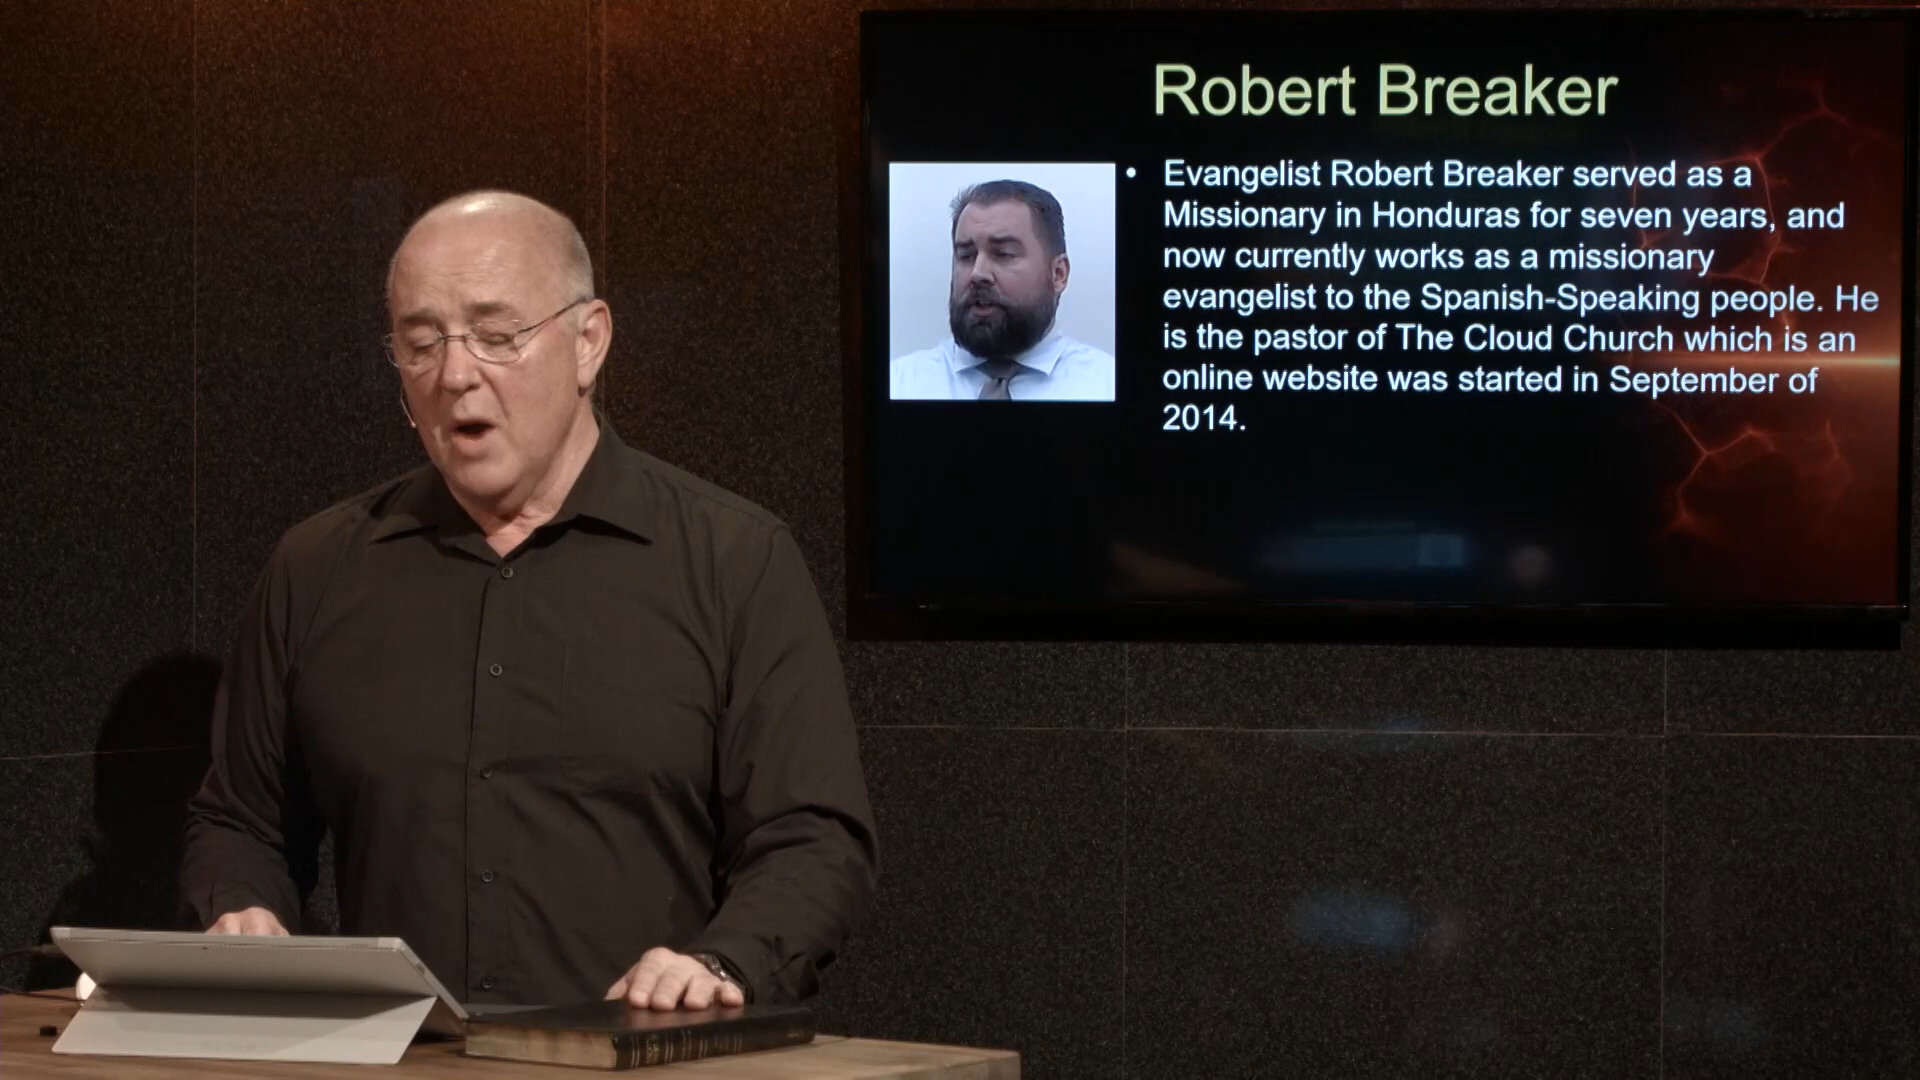 Robert Breaker
• Evangelist Robert Breaker served as a
Missionary in Honduras for seven years, and
now currently works as a missionary
evangelist to the Spanish-Speaking people. He
is the pastor of The Cloud Church which is an
online website was started in September of
2014.